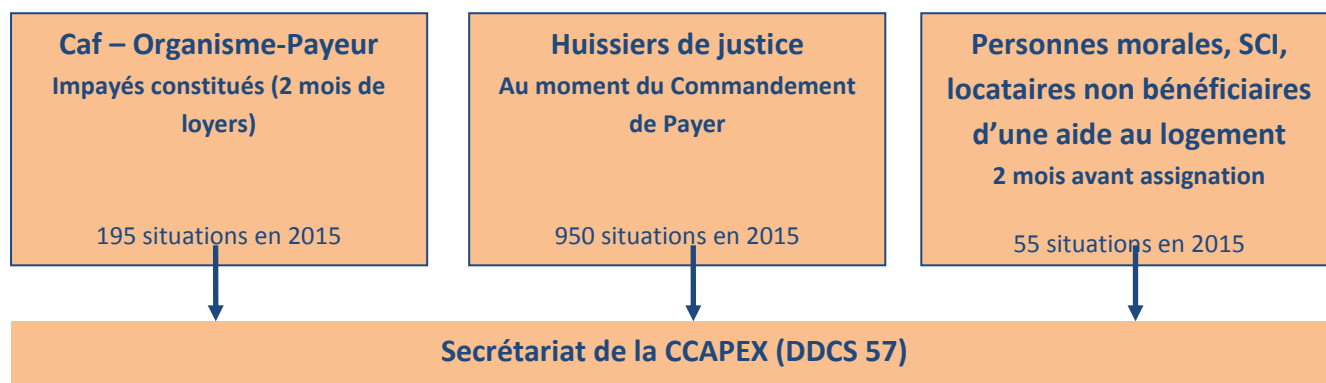 Caf – Organisme-Payeur
Impayés constitués (2 mois de
loyers)
195 situations en 2015
Huissiers de justice
Au moment du Commandement
de Payer
950 situations en 2015
Personnes morales, SCI,
locataires non bénéficiaires
d’une aide au logement
2 mois avant assignation
55 situations en 2015
Secrétariat de la CCAPEX (DDCS 57)